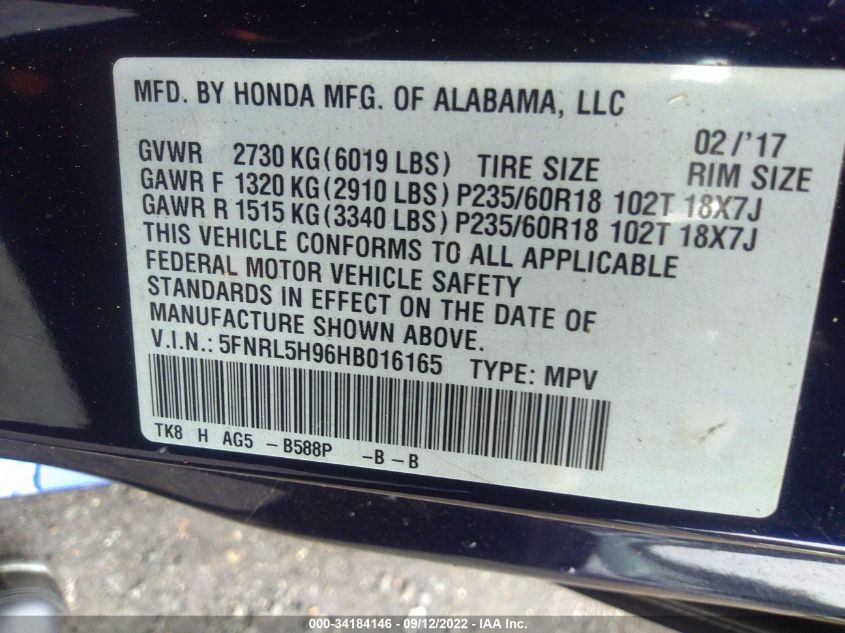 MFD. BY HONDA MFG. OF ALABAMA, LLC
02/'17
GVWR 2730 KG(6019 LBS) TIRE SIZE RIM SIZE
GAWR F 1320 KG(2910 LBS) P235/60R18 102T 18X7J
GAWR R 1515 KG(3340 LBS) P235/60R18 102T 18X7J
THIS VEHICLE CONFORMS TO ALL APPLICABLE
FEDERAL MOTOR VEHICLE SAFETY
STANDARDS IN EFFECT ON THE DATE OF
MANUFACTURE SHOWN ABOVE.
V.I.N.: 5FNRL5H96HB016165 TYPE: MPV
TK8 H AG5 -B588P -B-B
000-34184146 - 09/12/2022 - IAA Inc.